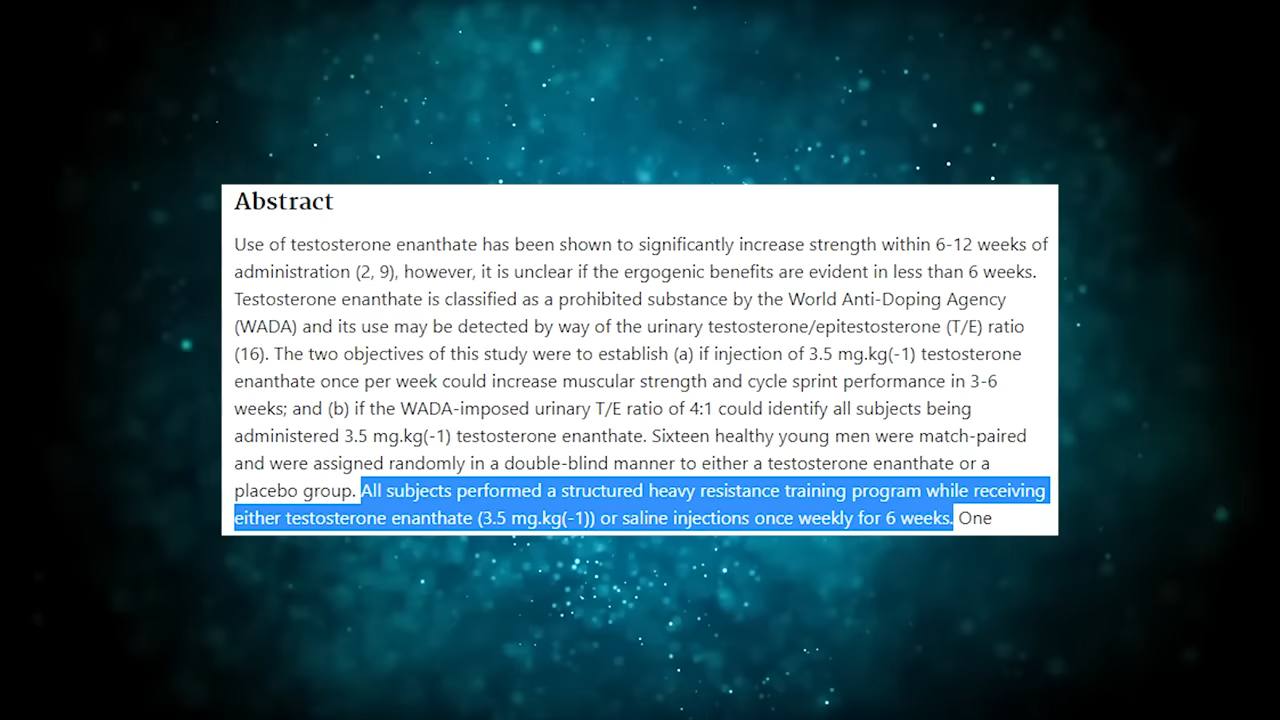 Abstract
Use of testosterone enanthate has been shown to significantly increase strength within 6-12 weeks of
administration (2, 9), however, it is unclear if the ergogenic benefits are evident in less than 6 weeks.
Testosterone enanthate is classified as a prohibited substance by the World Anti-Doping Agency
(WADA) and its use may be detected by way of the urinary testosterone/epitestosterone (T/E) ratio
(16). The two objectives of this study were to establish (a) if injection of 3.5 mg.kg(-1) testosterone
enanthate once per week could increase muscular strength and cycle sprint performance in 3-6
weeks; and (b) if the WADA-imposed urinary T/E ratio of 4:1 could identify all subjects being
administered 3.5 mg.kg(-1) testosterone enanthate. Sixteen healthy young men were match-paired
and were assigned randomly in a double-blind manner to either a testosterone enanthate or a
placebo group. All subjects performed a structured heavy resistance training program while receiving
either testosterone enanthate (3.5 mg.kg(-1)) or saline injections once weekly for 6 weeks. One